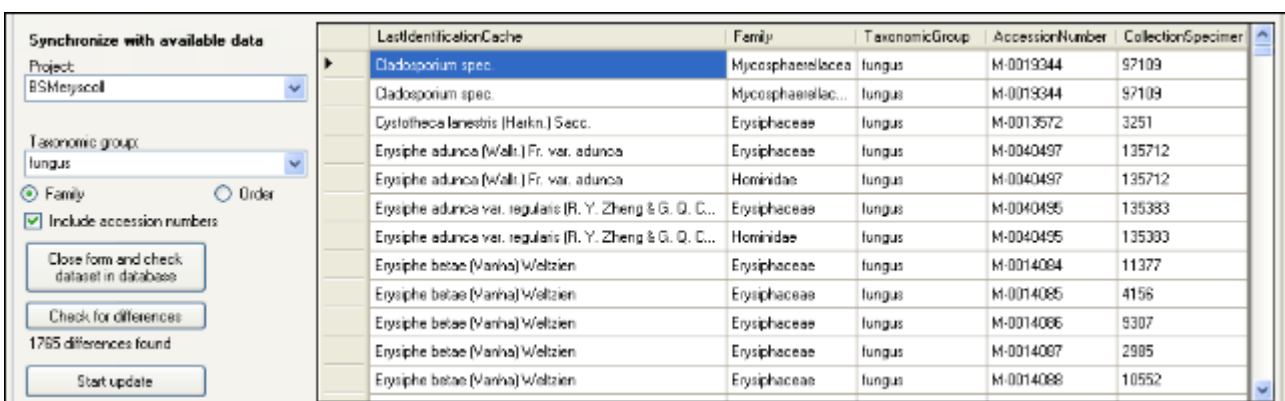 Synchronize with available data
Project:
BSMeryscoll
Taxonomic group:
fungus
Family Order
Include accession numbers
Close form and check
dataset in database
Check for differences
1765 differences found
Start update
LastIdentificationCache Family TaxonomicGroup AccessionNumber CollectionSpecimer
Cladosporium spec. Mycosphaerellacea fungus M-0019344 97109
Cladosporium spec. Mycosphaerellac... fungus M-0019344 97109
Cystotheca lanestris (Harkn.) Sacc. Erysiphaceae fungus M-0013572 3251
Erysiphe adunca (Wallr.) Fr. var. adunca Erysiphaceae fungus M-0040497 135712
Erysiphe adunca (Wallr.) Fr. var. adunca Hominidae fungus M-0040497 135712
Erysiphe adunca var. regularis (R. Y. Zheng & G. Q. C... Erysiphaceae fungus M-0040495 135383
Erysiphe adunca var. regularis (R. Y. Zheng & G. Q. C... Hominidae fungus M-0040495 135383
Erysiphe betae (Vanha) Weltzien Erysiphaceae fungus M-0014084 11377
Erysiphe betae (Vanha) Weltzien Erysiphaceae fungus M-0014085 4156
Erysiphe betae (Vanha) Weltzien Erysiphaceae fungus M-0014086 9307
Erysiphe betae (Vanha) Weltzien Erysiphaceae fungus M-0014087 2985
Erysiphe betae (Vanha) Weltzien Erysiphaceae fungus M-0014088 10552